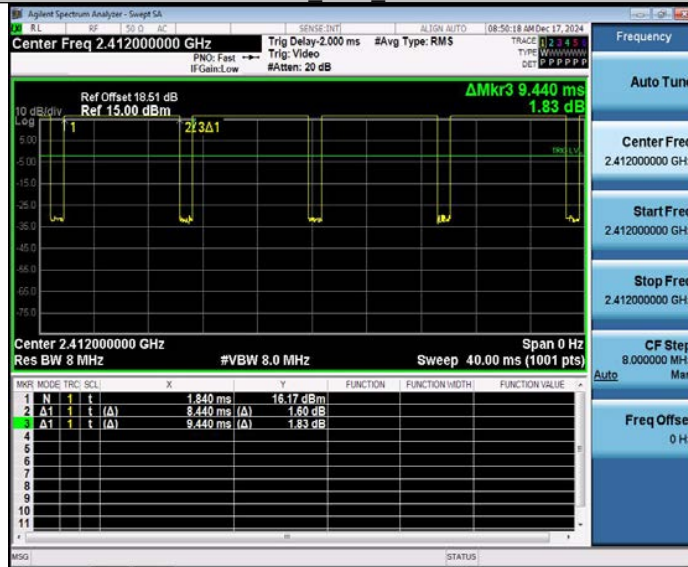 Agilent Spectrum Analyzer - Swept SA
RL RF 50 Ω AC SENSE:INT ALIGN AUTO 08:50:18 AM Dec 17, 2024
Center Freq 2.412000000 GHz
PNO: Fast
IFGain:Low
Trig Delay-2.000 ms
Trig: Video
#Atten: 20 dB
#Avg Type: RMS
TRACE 1 2 3 4 5 6
TYPE WWWWWW
DET P P P P P P
ΔMkr3 9.440 ms
1.83 dB
Ref Offset 18.51 dB
10 dB/div Ref 15.00 dBm
Log
1
2 3Δ1
5.00
TRIG LVL
-5.00
-15.0
-25.0
-35.0
-45.0
-55.0
-65.0
-75.0
Center 2.412000000 GHz Span 0 Hz
Res BW 8 MHz #VBW 8.0 MHz Sweep 40.00 ms (1001 pts)
MKR MODE TRC SCL X Y FUNCTION FUNCTION WIDTH FUNCTION VALUE
1 N 1 t 1.840 ms 16.17 dBm
2 Δ1 1 t (Δ) 8.440 ms (Δ) 1.60 dB
3 Δ1 1 t (Δ) 9.440 ms (Δ) 1.83 dB
4
5
6
7
8
9
10
11
MSG STATUS
Frequency
Auto Tune
Center Freq
2.412000000 GHz
Start Freq
2.412000000 GHz
Stop Freq
2.412000000 GHz
CF Step
8.000000 MHz
Auto Man
Freq Offset
0 Hz